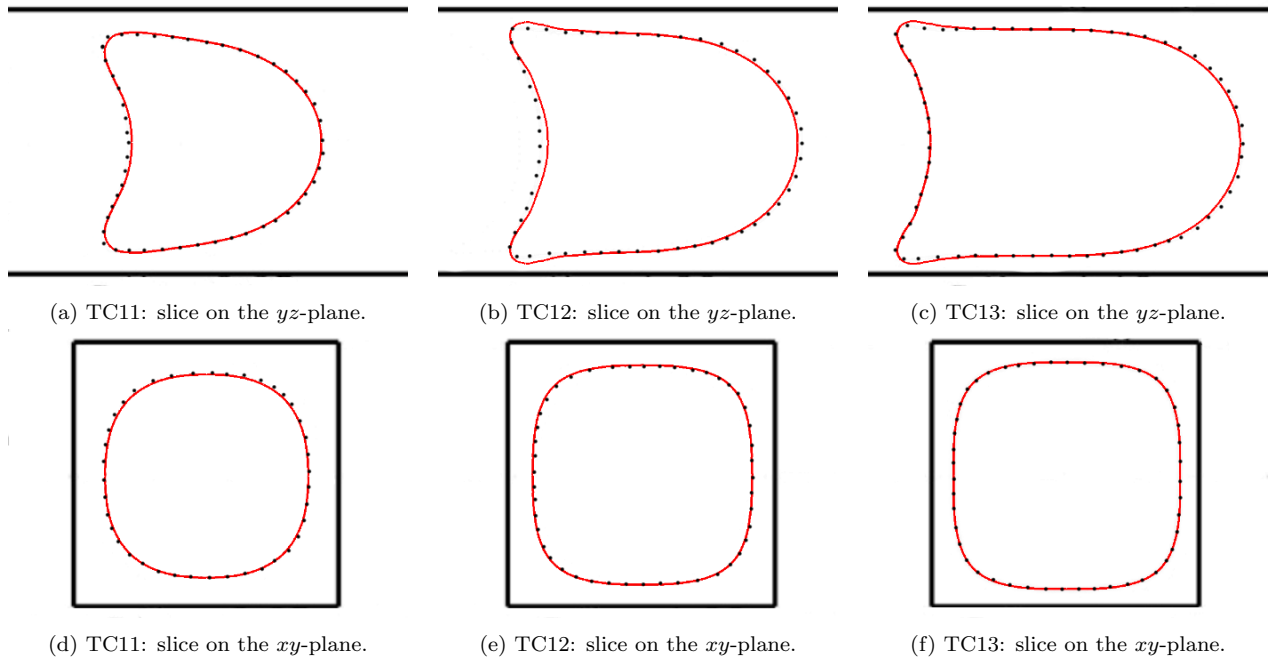 (a) TC11: slice on the yz-plane.
(b) TC12: slice on the yz-plane.
(c) TC13: slice on the yz-plane.
(d) TC11: slice on the xy-plane.
(e) TC12: slice on the xy-plane.
(f) TC13: slice on the xy-plane.